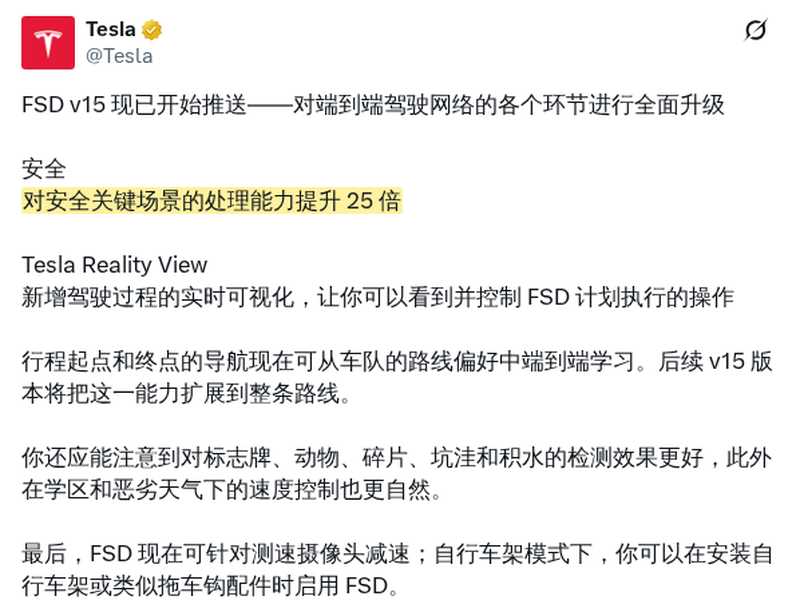 Tesla
@Tesla
FSD v15 现已开始推送——对端到端驾驶网络的各个环节进行全面升级
安全
对安全关键场景的处理能力提升 25 倍
Tesla Reality View
新增驾驶过程的实时可视化，让你可以看到并控制 FSD 计划执行的操作
行程起点和终点的导航现在可从车队的路线偏好中端到端学习。后续 v15 版
本将把这一能力扩展到整条路线。
你还应能注意到对标志牌、动物、碎片、坑洼和积水的检测效果更好，此外
在学区和恶劣天气下的速度控制也更自然。
最后，FSD 现在可针对测速摄像头减速；自行车架模式下，你可以在安装自
行车架或类似拖车钩配件时启用 FSD。